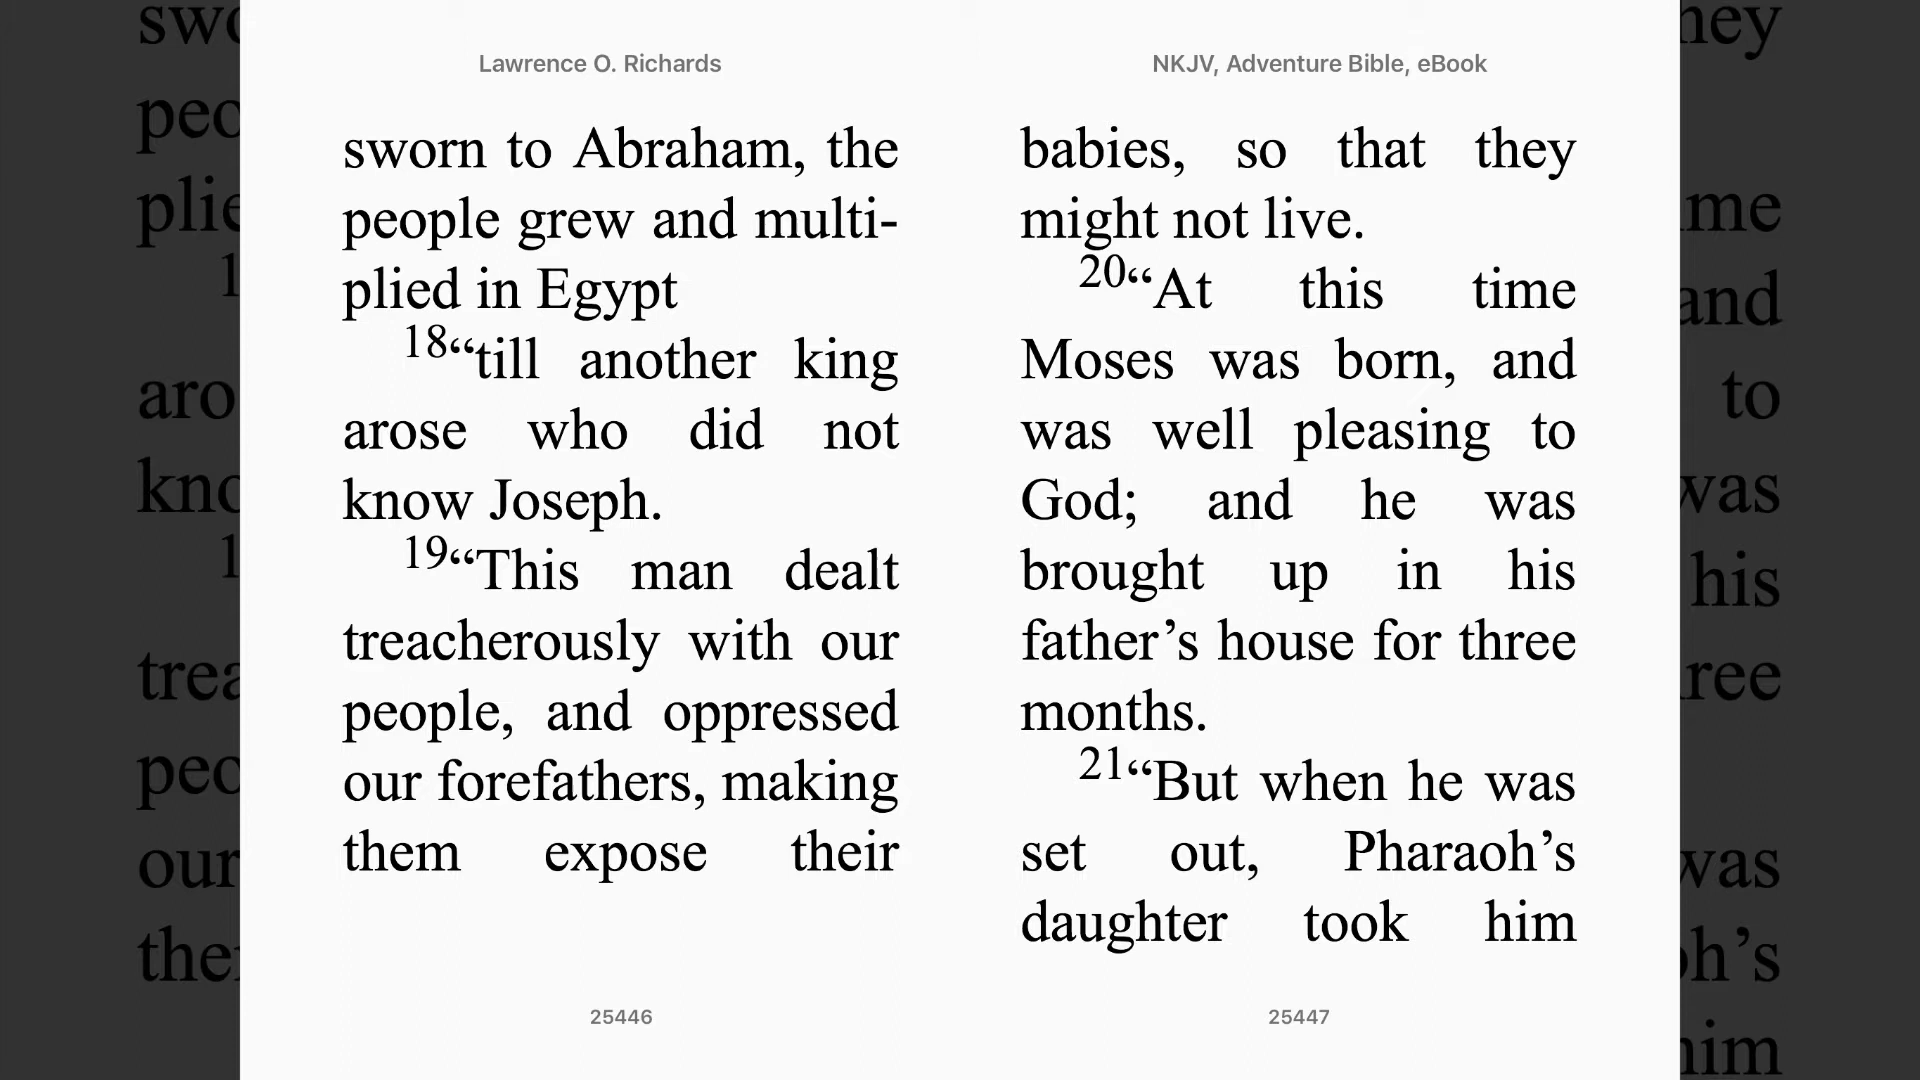 Lawrence O. Richards
sworn to Abraham, the
people grew and multi-
plied in Egypt
18“till another king
arose who did not
know Joseph.
19“This man dealt
treacherously with our
people, and oppressed
our forefathers, making
them expose their
25446
NKJV, Adventure Bible, eBook
babies, so that they
might not live.
20“At this time
Moses was born, and
was well pleasing to
God; and he was
brought up in his
father’s house for three
months.
21“But when he was
set out, Pharaoh’s
daughter took him
25447